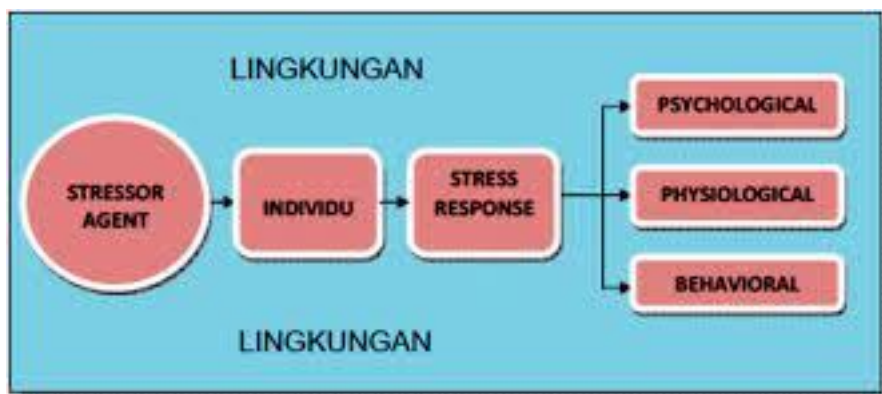 LINGKUNGAN
STRESSOR
AGENT
INDIVIDU
STRESS
RESPONSE
PSYCHOLOGICAL
PHYSIOLOGICAL
BEHAVIORAL
LINGKUNGAN